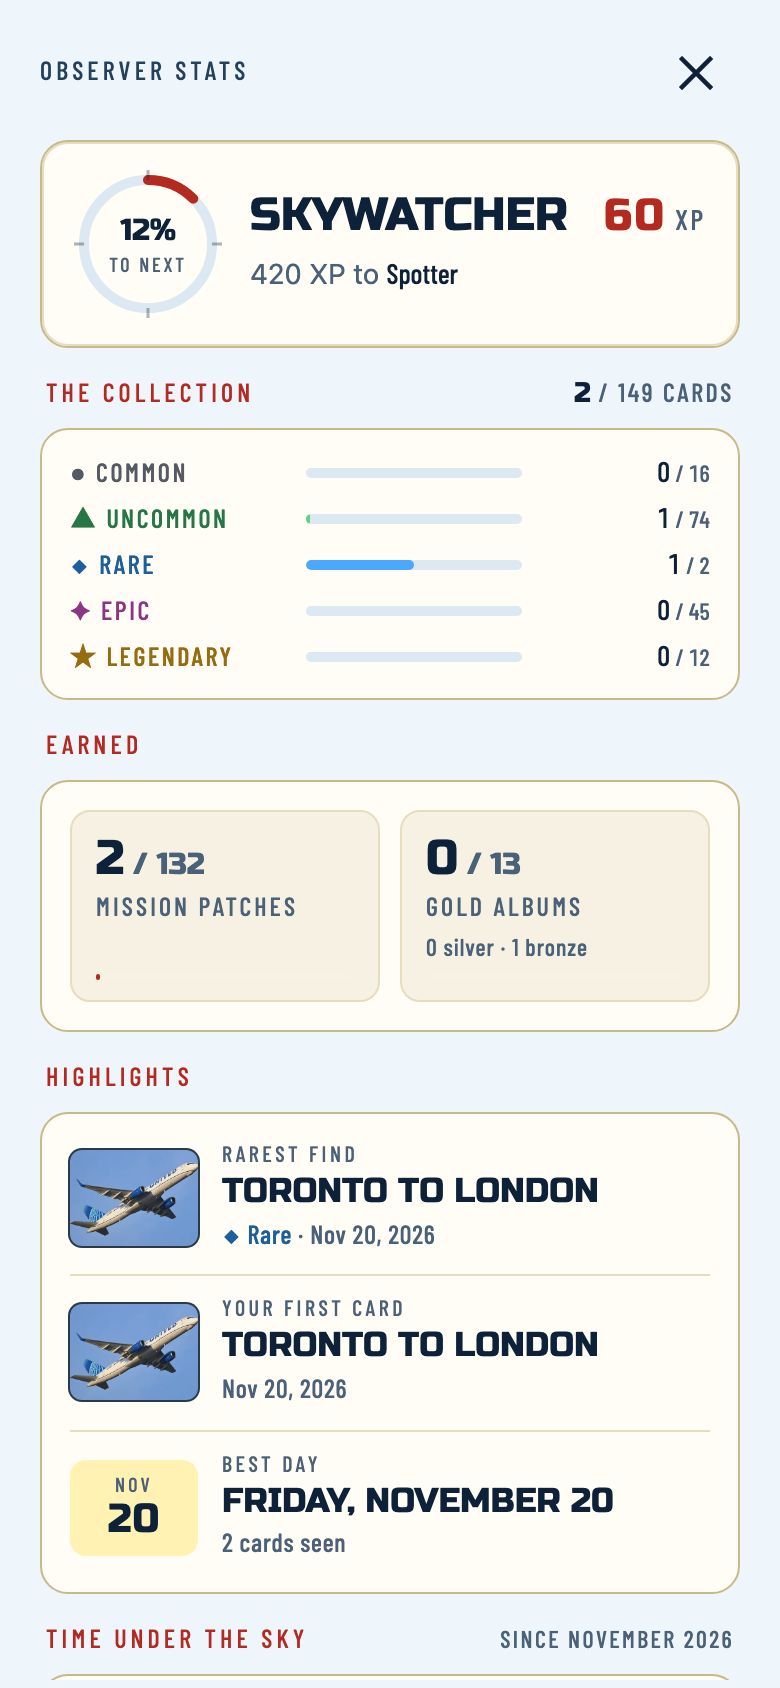 OBSERVER STATS
12%
TO NEXT
SKYWATCHER 60 XP
420 XP to Spotter
THE COLLECTION 2 / 149 CARDS
COMMON 0 / 16
UNCOMMON 1 / 74
RARE 1 / 2
EPIC 0 / 45
LEGENDARY 0 / 12
EARNED
2 / 132
MISSION PATCHES
0 / 13
GOLD ALBUMS
0 silver · 1 bronze
HIGHLIGHTS
UNITED
RAREST FIND
TORONTO TO LONDON
Rare · Nov 20, 2026
UNITED
YOUR FIRST CARD
TORONTO TO LONDON
Nov 20, 2026
NOV
20
BEST DAY
FRIDAY, NOVEMBER 20
2 cards seen
TIME UNDER THE SKY SINCE NOVEMBER 2026